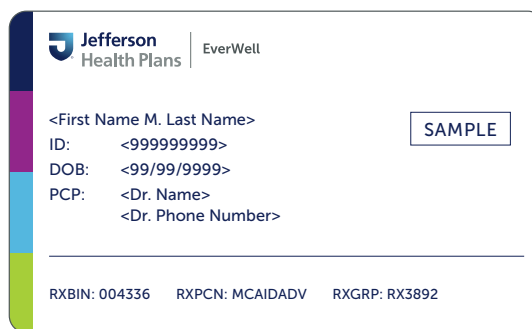 Jefferson
Health Plans
EverWell
<First Name M. Last Name>
SAMPLE
ID: <999999999>
DOB: <99/99/9999>
PCP: <Dr. Name>
<Dr. Phone Number>
RXBIN: 004336 RXPCN: MCAIDADV RXGRP: RX3892